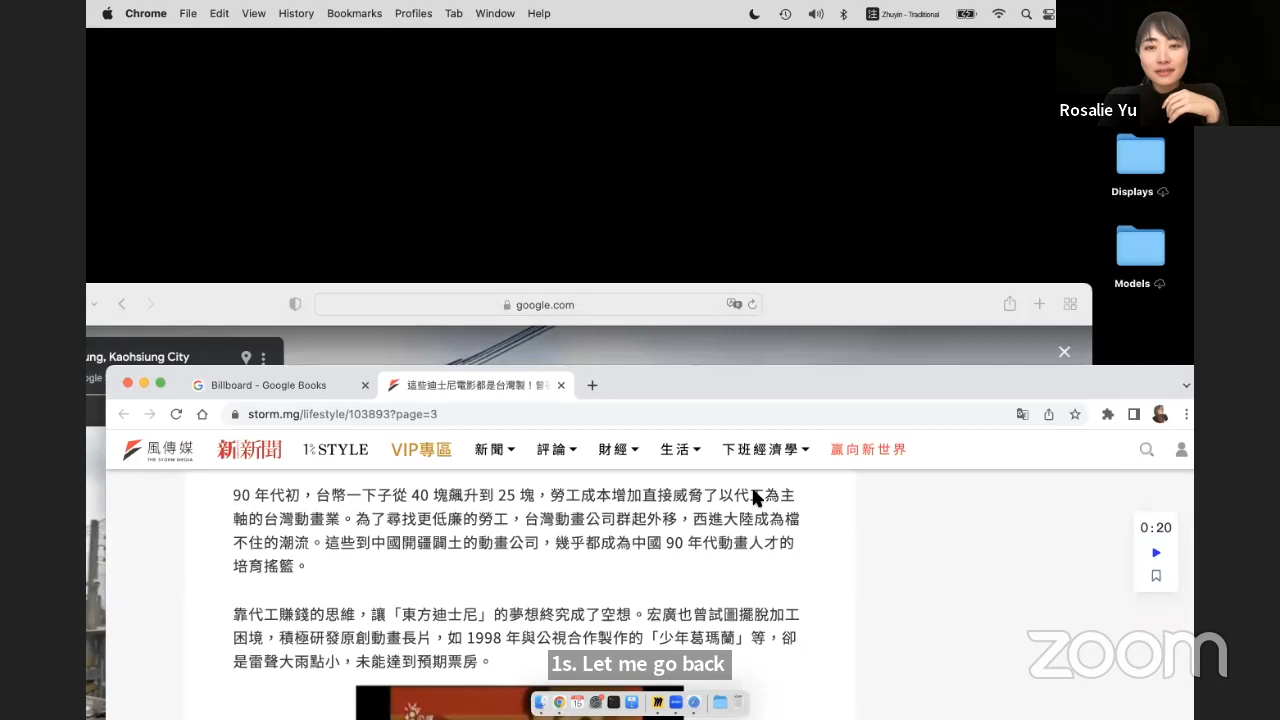 Chrome File Edit View History Bookmarks Profiles Tab Window Help
注 Zhuyin - Traditional
Rosalie Yu
Displays
Models
google.com
ung, Kaohsiung City
ogle
Billboard - Google Books
這些迪士尼電影都是台灣製！曾
storm.mg/lifestyle/103893?page=3
風傳媒
THE STORM MEDIA
新新聞 STYLE VIP專區 新聞 評論 財經 生活 下班經濟學 贏向新世界
90 年代初，台幣一下子從 40 塊飆升到 25 塊，勞工成本增加直接威脅了以代工為主
軸的台灣動畫業。為了尋找更低廉的勞工，台灣動畫公司群起外移，西進大陸成為檔
不住的潮流。這些到中國開疆闢土的動畫公司，幾乎都成為中國 90 年代動畫人才的
培育搖籃。
0:20
靠代工賺錢的思維，讓「東方迪士尼」的夢想終究成了空想。宏廣也曾試圖擺脫加工
困境，積極研發原創動畫長片，如 1998 年與公視合作製作的「少年葛瑪蘭」等，卻
是雷聲大雨點小，未能達到預期票房。
1s. Let me go back
zoom